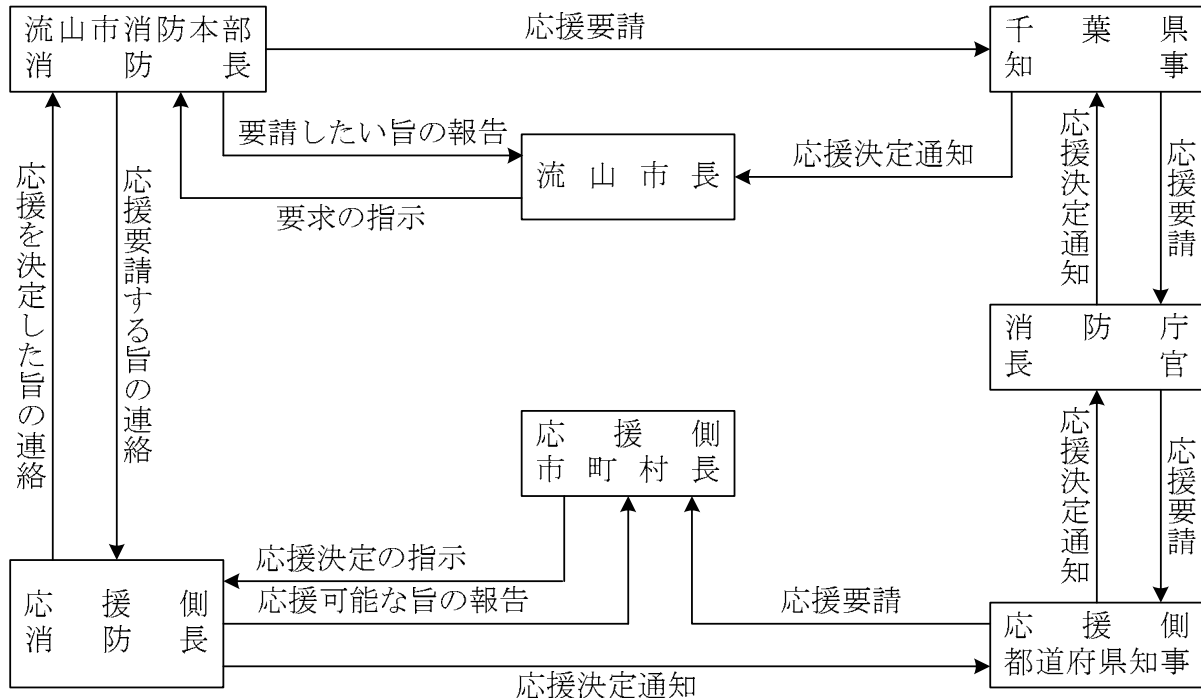 流山市消防本部
消防長
応援要請
千葉県
知事
要請したい旨の報告
流山市長
要求の指示
応援決定通知
応援決定通知
応援要請
応援を決定した旨の連絡
応援要請する旨の連絡
消防庁
長官
応援側
市町村長
応援決定通知
応援要請
応援決定の指示
応援可能な旨の報告
応援要請
応援側
消防長
応援側
都道府県知事
応援決定通知